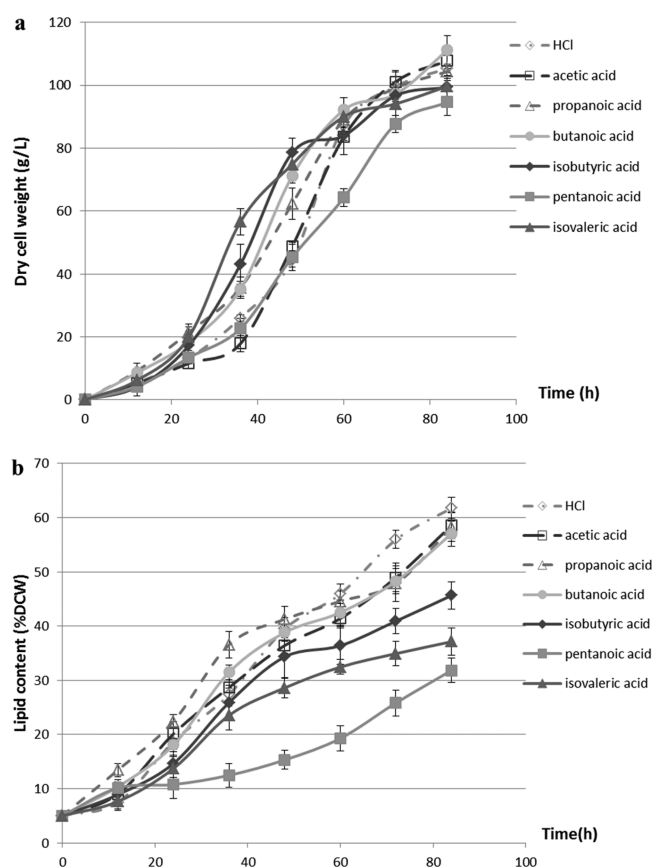 a
120
100
80
60
40
20
0
Dry cell weight (g/L)
0 20 40 60 80 100
Time (h)
HCl
acetic acid
propanoic acid
butanoic acid
isobutyric acid
pentanoic acid
isovaleric acid
b
70
60
50
40
30
20
10
0
Lipid content (%DCW)
0 20 40 60 80 100
Time(h)
HCl
acetic acid
propanoic acid
butanoic acid
isobutyric acid
pentanoic acid
isovaleric acid